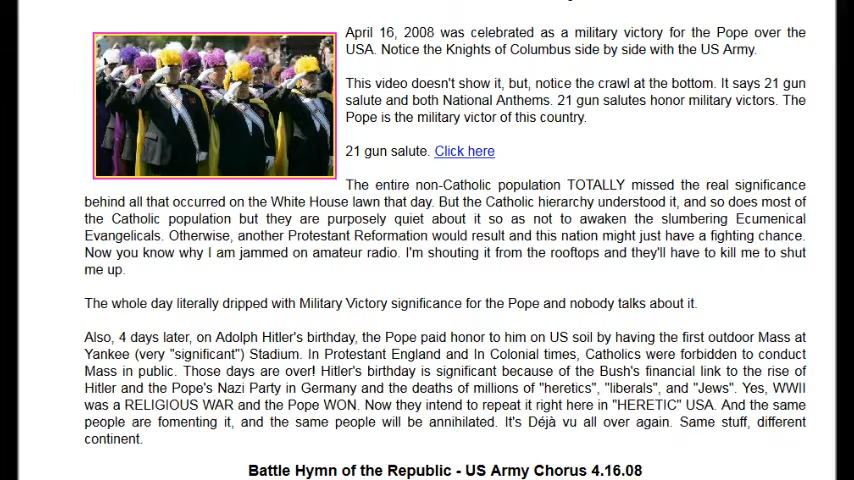 April 16, 2008 was celebrated as a military victory for the Pope over the
USA. Notice the Knights of Columbus side by side with the US Army.
This video doesn't show it, but, notice the crawl at the bottom. It says 21 gun
salute and both National Anthems. 21 gun salutes honor military victors. The
Pope is the military victor of this country.
21 gun salute. Click here
The entire non-Catholic population TOTALLY missed the real significance
behind all that occurred on the White House lawn that day. But the Catholic hierarchy understood it, and so does most of
the Catholic population but they are purposely quiet about it so as not to awaken the slumbering Ecumenical
Evangelicals. Otherwise, another Protestant Reformation would result and this nation might just have a fighting chance.
Now you know why I am jammed on amateur radio. I'm shouting it from the rooftops and they'll have to kill me to shut
me up.
The whole day literally dripped with Military Victory significance for the Pope and nobody talks about it.
Also, 4 days later, on Adolph Hitler's birthday, the Pope paid honor to him on US soil by having the first outdoor Mass at
Yankee (very "significant") Stadium. In Protestant England and In Colonial times, Catholics were forbidden to conduct
Mass in public. Those days are over! Hitler's birthday is significant because of the Bush's financial link to the rise of
Hitler and the Pope's Nazi Party in Germany and the deaths of millions of "heretics", "liberals", and "Jews". Yes, WWII
was a RELIGIOUS WAR and the Pope WON. Now they intend to repeat it right here in "HERETIC" USA. And the same
people are fomenting it, and the same people will be annihilated. It's Déjà vu all over again. Same stuff, different
continent.
Battle Hymn of the Republic - US Army Chorus 4.16.08